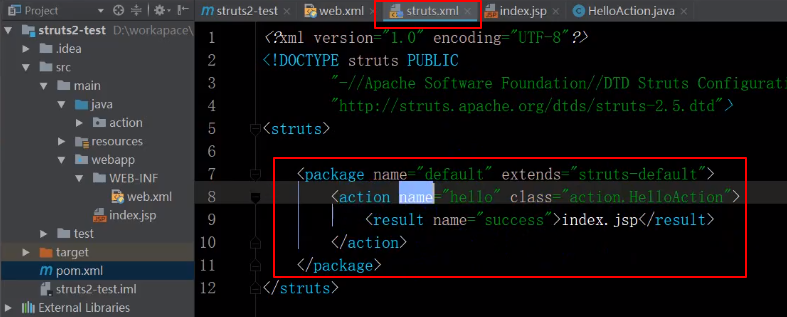 Project
struts2-test
web.xml
struts.xml
index.jsp
HelloAction.java
struts2-test D:\workapace\
.idea
src
main
java
action
resources
webapp
WEB-INF
web.xml
index.jsp
test
target
pom.xml
struts2-test.iml
External Libraries
1 <?xml version="1.0" encoding="UTF-8"?>
2 <!DOCTYPE struts PUBLIC
3 "-//Apache Software Foundation//DTD Struts Configurati
4 "http://struts.apache.org/dtds/struts-2.5.dtd">
5 <struts>
6
7 <package name="default" extends="struts-default">
8 <action name="hello" class="action.HelloAction">
9 <result name="success">index.jsp</result>
10 </action>
11 </package>
12 </struts>